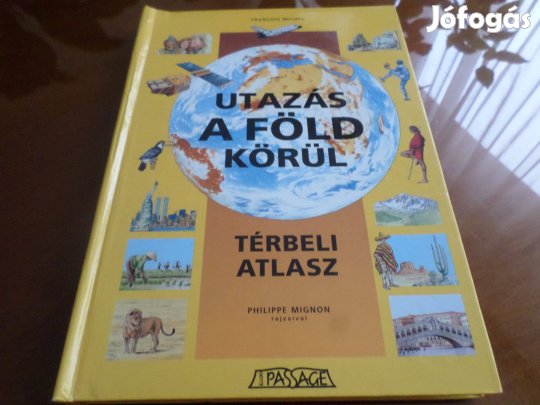 Jófogás
FRANÇOIS MICHEL
UTAZÁS
A FÖLD
KÖRÜL
TÉRBELI
ATLASZ
PHILIPPE MIGNON
rajzaival
PASSAGE